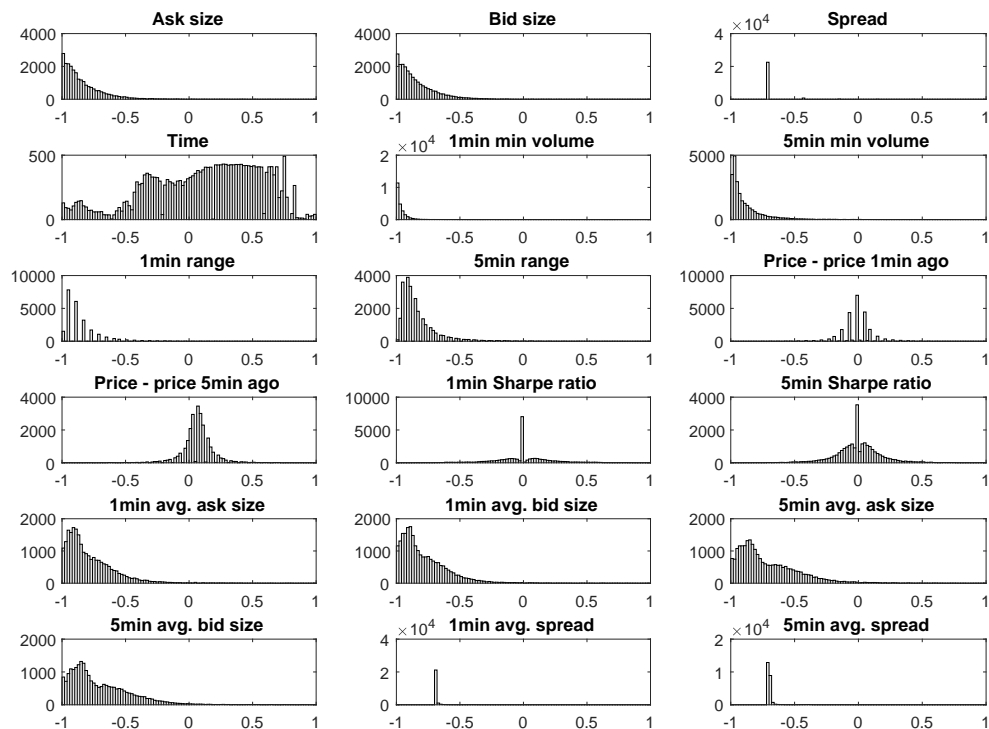 Ask size
4000
2000
0
-1 -0.5 0 0.5 1
Bid size
4000
2000
0
-1 -0.5 0 0.5 1
Spread
×10^4
4
2
0
-1 -0.5 0 0.5 1
Time
500
0
-1 -0.5 0 0.5 1
1min min volume
×10^4
2
1
0
-1 -0.5 0 0.5 1
5min min volume
5000
0
-1 -0.5 0 0.5 1
1min range
10000
5000
0
-1 -0.5 0 0.5 1
5min range
4000
2000
0
-1 -0.5 0 0.5 1
Price - price 1min ago
10000
5000
0
-1 -0.5 0 0.5 1
Price - price 5min ago
4000
2000
0
-1 -0.5 0 0.5 1
1min Sharpe ratio
10000
5000
0
-1 -0.5 0 0.5 1
5min Sharpe ratio
4000
2000
0
-1 -0.5 0 0.5 1
1min avg. ask size
2000
1000
0
-1 -0.5 0 0.5 1
1min avg. bid size
2000
1000
0
-1 -0.5 0 0.5 1
5min avg. ask size
2000
1000
0
-1 -0.5 0 0.5 1
5min avg. bid size
2000
1000
0
-1 -0.5 0 0.5 1
1min avg. spread
×10^4
4
2
0
-1 -0.5 0 0.5 1
5min avg. spread
×10^4
2
1
0
-1 -0.5 0 0.5 1